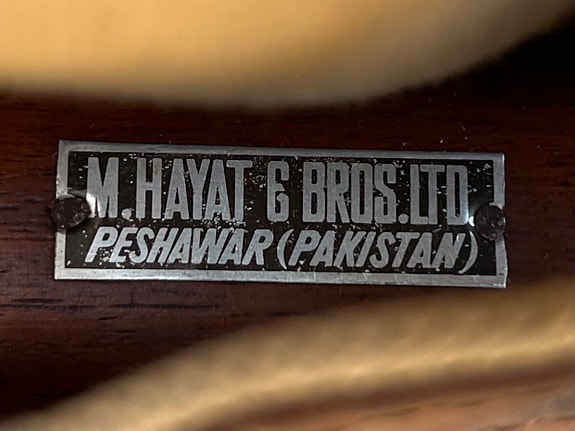 M.HAYAT & BROS.LTD
PESHAWAR (PAKISTAN)